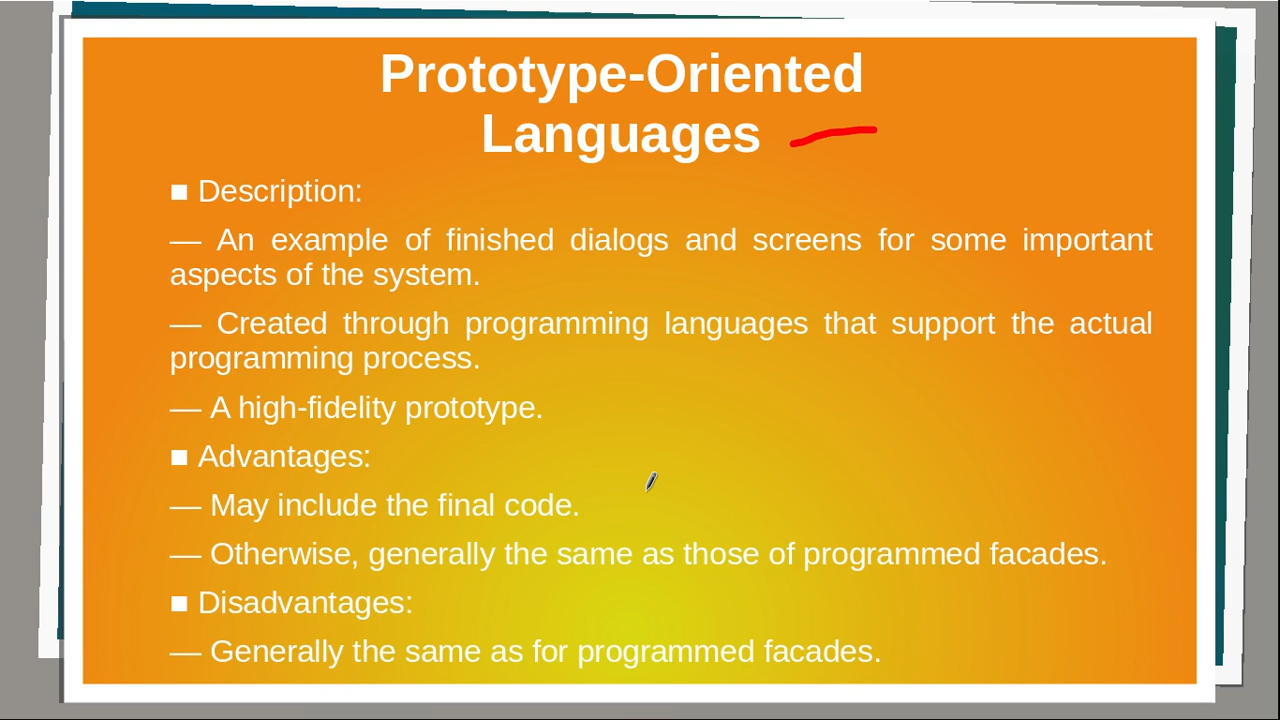 Prototype-Oriented
Languages
■ Description:
— An example of finished dialogs and screens for some important
aspects of the system.
— Created through programming languages that support the actual
programming process.
— A high-fidelity prototype.
■ Advantages:
— May include the final code.
— Otherwise, generally the same as those of programmed facades.
■ Disadvantages:
— Generally the same as for programmed facades.